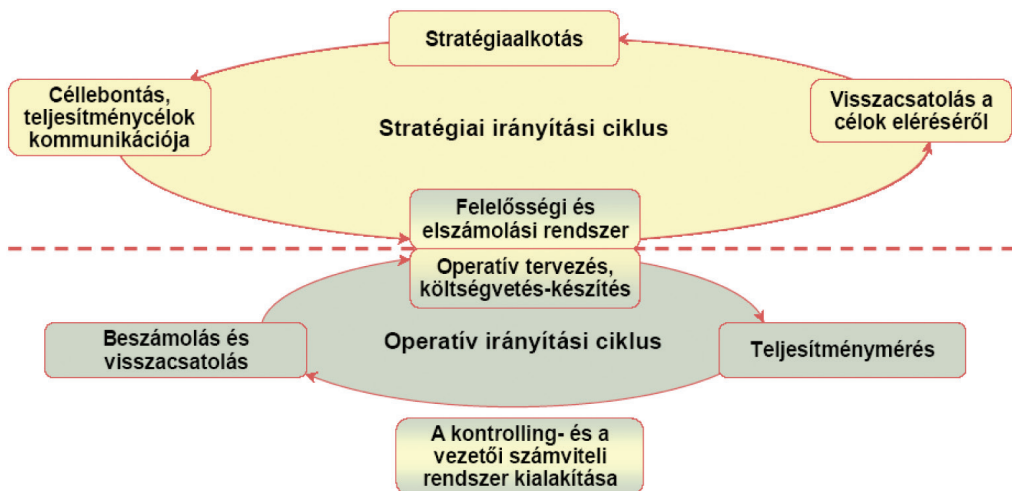 Stratégiaalkotás
Céllebontás,
teljesítménycélok
kommunikációja
Visszacsatolás a
célok eléréséről
Stratégiai irányítási ciklus
Felelősségi és
elszámolási rendszer
Operatív tervezés,
költségvetés-készítés
Beszámolás és
visszacsatolás
Operatív irányítási ciklus
Teljesítménymérés
A kontrolling- és a
vezetői számviteli
rendszer kialakítása